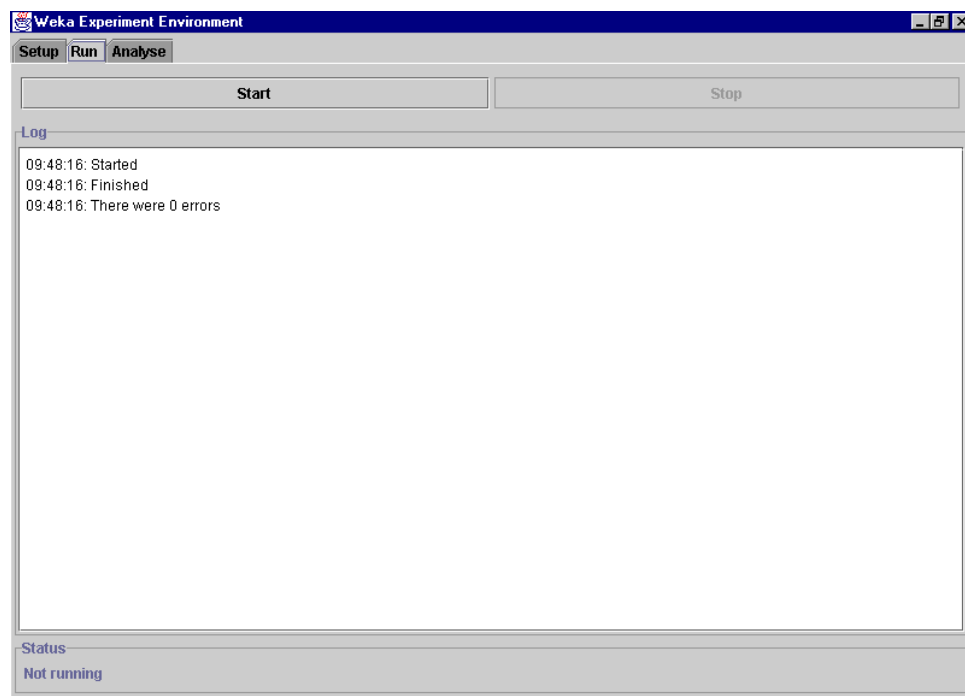 Weka Experiment Environment
Setup Run Analyse
Start Stop
Log
09:48:16: Started
09:48:16: Finished
09:48:16: There were 0 errors
Status
Not running